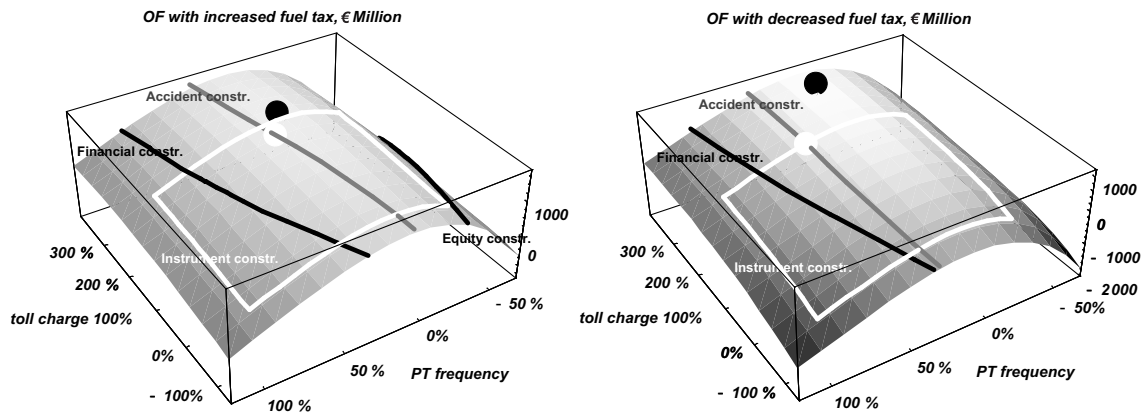 OF with increased fuel tax, € Million
Accident constr.
Financial constr.
Instrument constr.
Equity constr.
1000
0
300 %
200 %
toll charge 100%
0%
- 100%
- 50 %
0%
50 %
PT frequency
100 %
OF with decreased fuel tax, € Million
Accident constr.
Financial constr.
Instrument constr.
1000
0
- 1000
- 2000
300 %
200 %
toll charge 100%
0%
- 100 %
- 50%
0%
50 %
PT frequency
100 %